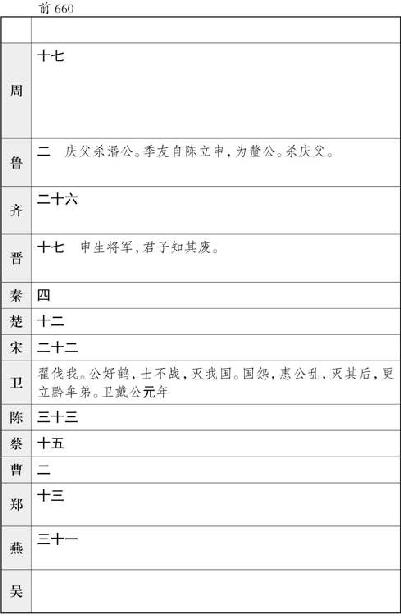 前660
周 十七
鲁 二 庆父杀湣公。季友自陈立申，为釐公。杀庆父。
齐 二十六
晋 十七 申生将军，君子知其废。
秦 四
楚 十二
宋 二十二
卫 翟伐我。公好鹤，士不战，灭我国。国怨，惠公乱，灭其后，更
立黔牟弟。卫戴公元年
陈 三十三
蔡 十五
曹 二
郑 十三
燕 三十一
吴